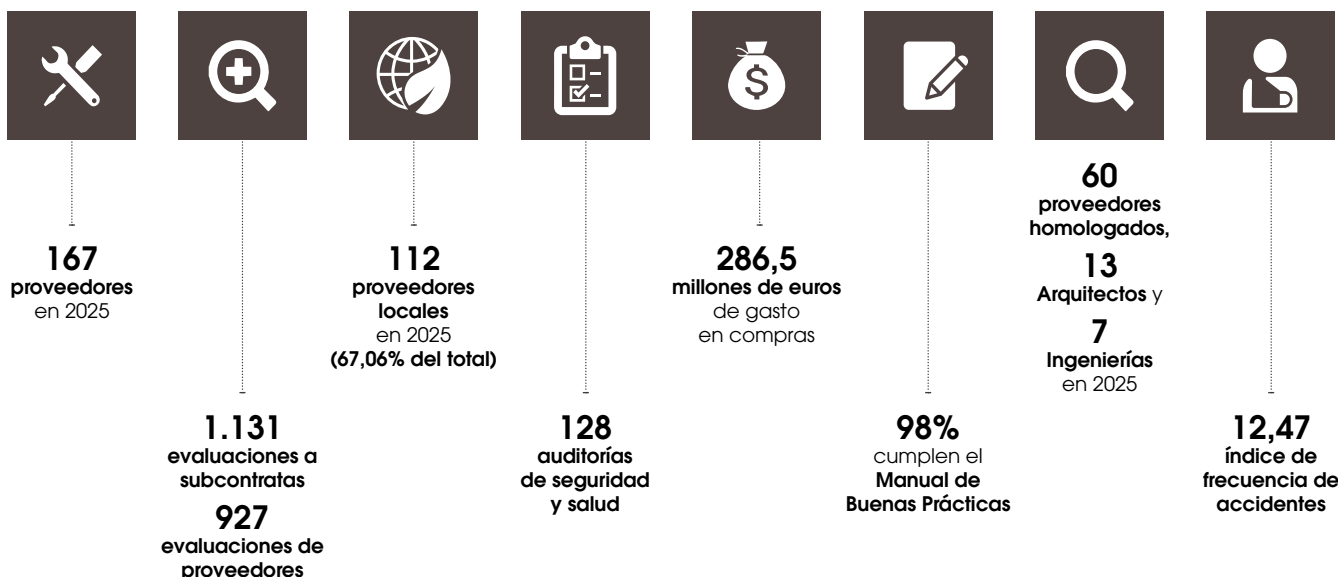 167
proveedores
en 2025
1.131
evaluaciones a
subcontratas
927
evaluaciones de
proveedores
112
proveedores
locales
en 2025
(67,06% del total)
128
auditorías
de seguridad
y salud
286,5
millones de euros
de gasto
en compras
98%
cumplen el
Manual de
Buenas Prácticas
60
proveedores
homologados,
13
Arquitectos y
7
Ingenierías
en 2025
12,47
índice de
frecuencia de
accidentes